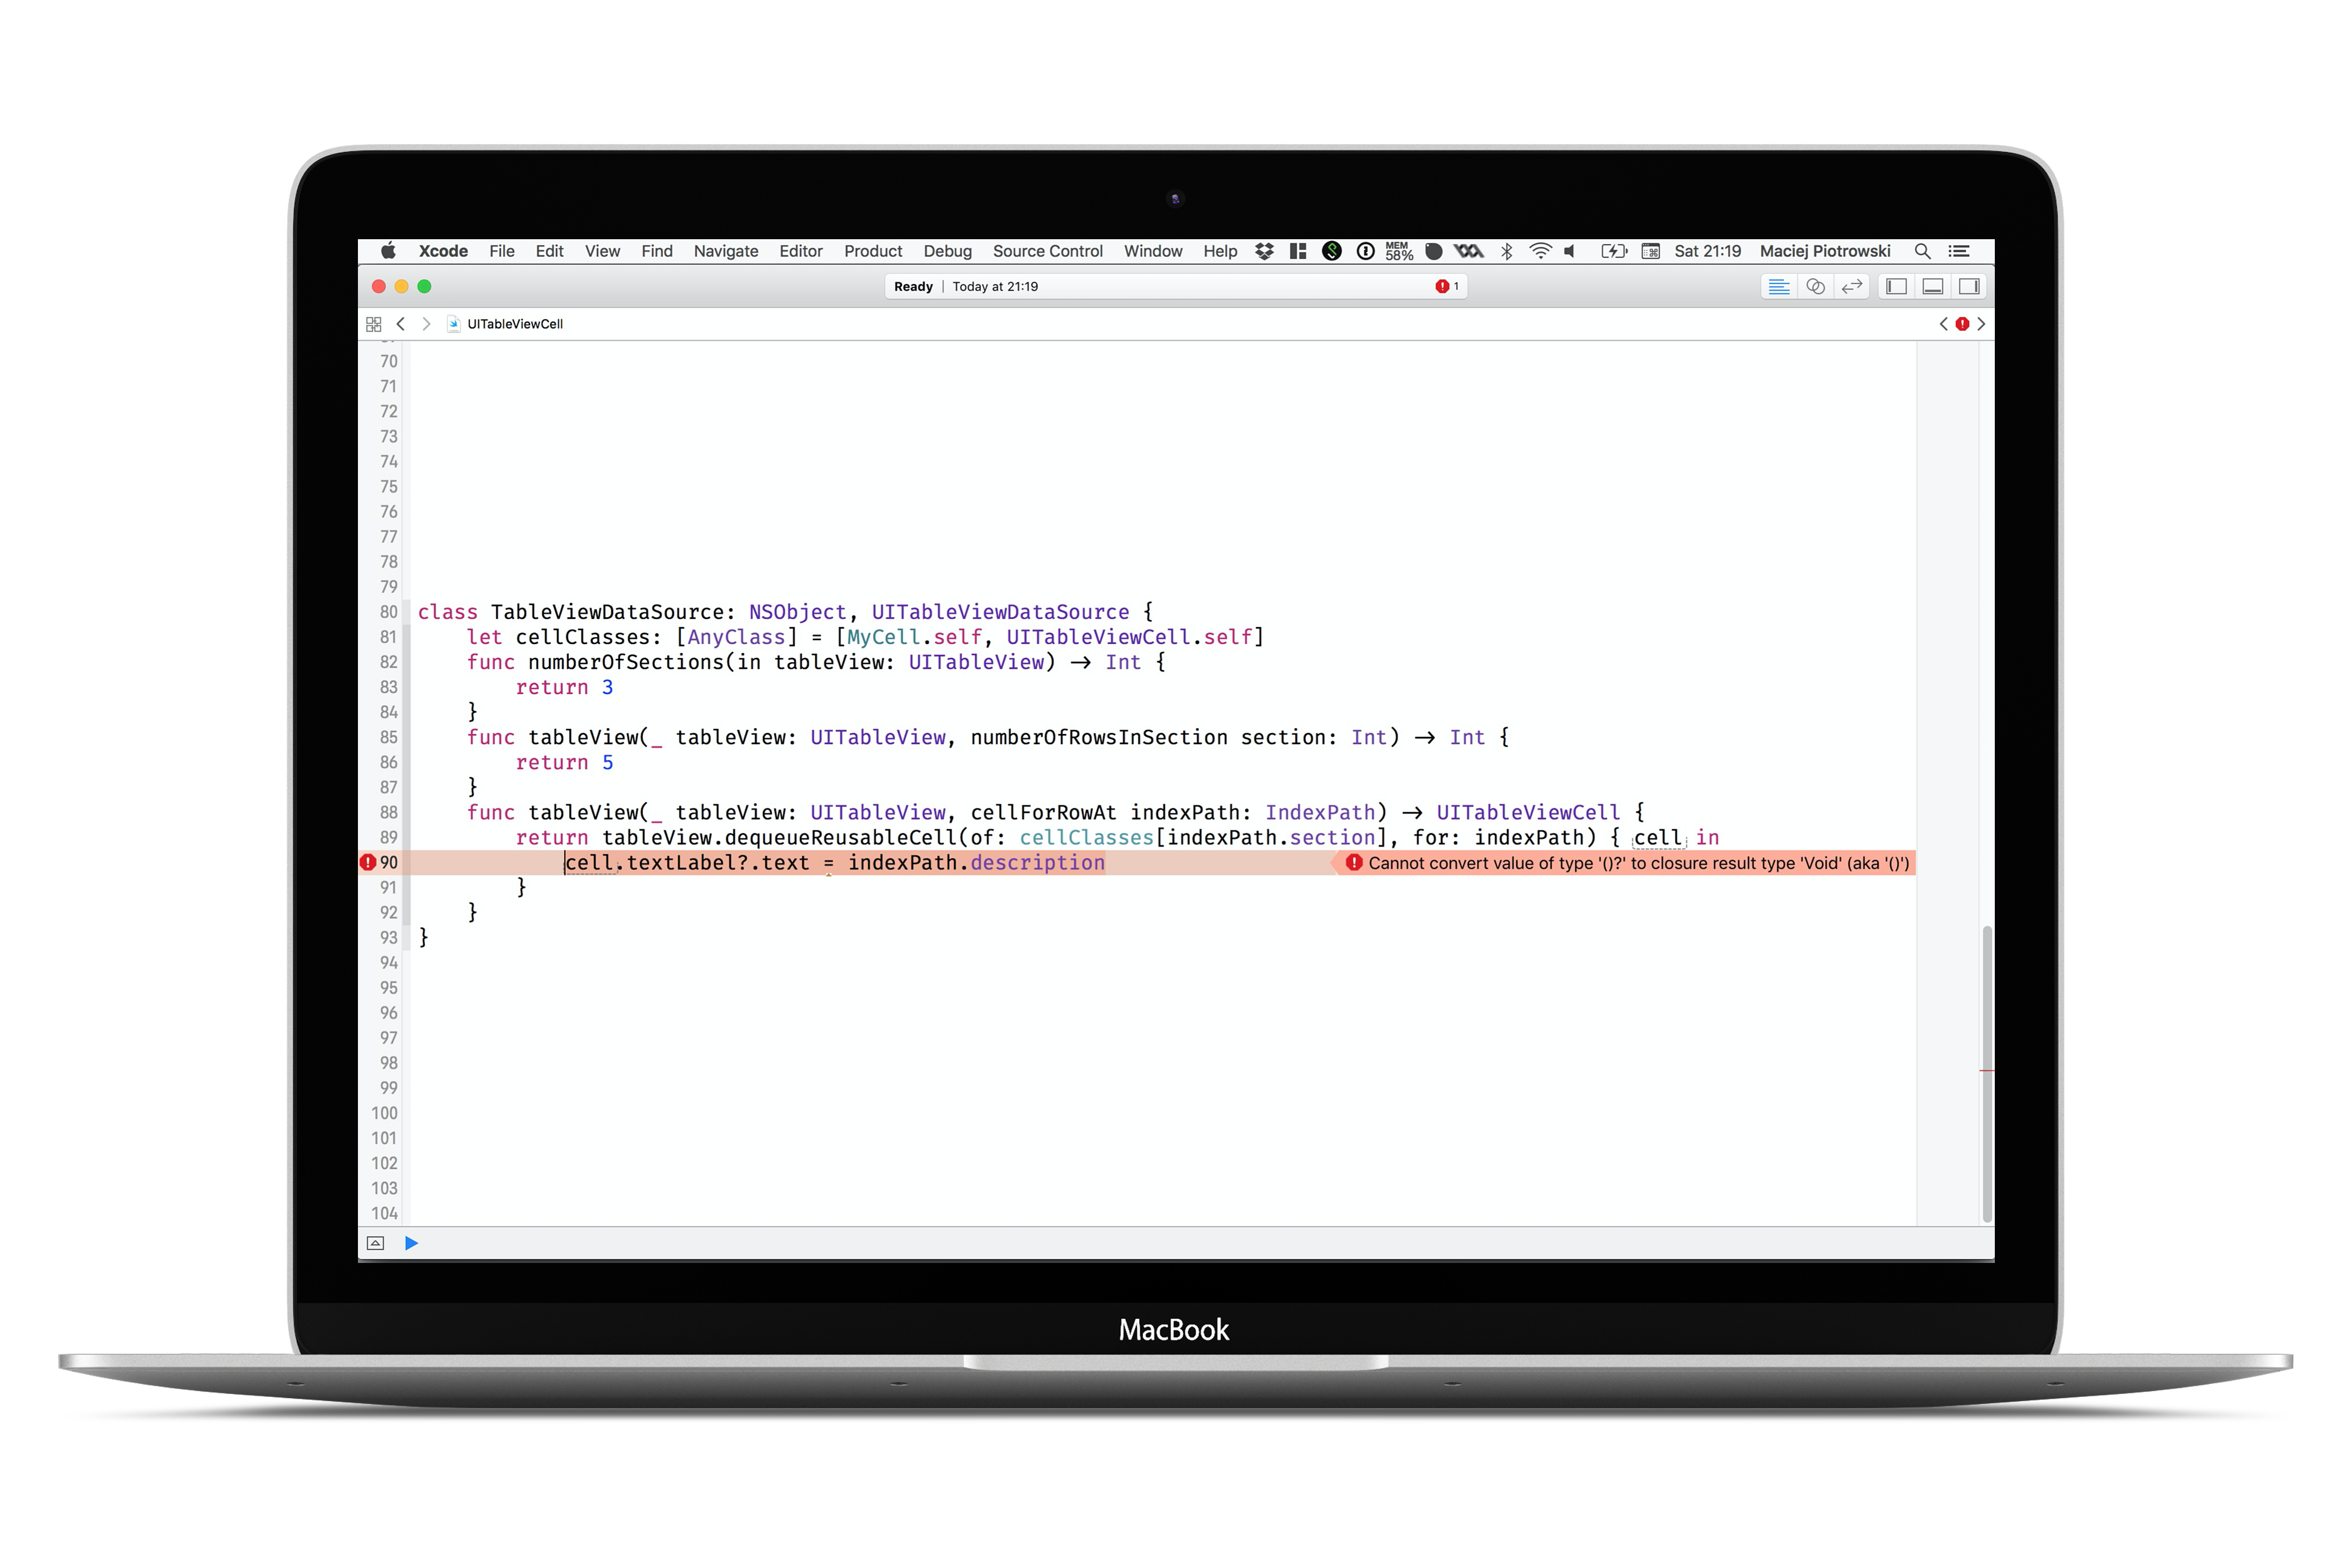 Xcode File Edit View Find Navigate Editor Product Debug Source Control Window Help MEM 58% Sat 21:19 Maciej Piotrowski
Ready | Today at 21:19 1
UITableViewCell
70
71
72
73
74
75
76
77
78
79
80 class TableViewDataSource: NSObject, UITableViewDataSource {
81 let cellClasses: [AnyClass] = [MyCell.self, UITableViewCell.self]
82 func numberOfSections(in tableView: UITableView) → Int {
83 return 3
84 }
85 func tableView(_ tableView: UITableView, numberOfRowsInSection section: Int) → Int {
86 return 5
87 }
88 func tableView(_ tableView: UITableView, cellForRowAt indexPath: IndexPath) → UITableViewCell {
89 return tableView.dequeueReusableCell(of: cellClasses[indexPath.section], for: indexPath) { cell in
90 cell.textLabel?.text = indexPath.description Cannot convert value of type '()?' to closure result type 'Void' (aka '()')
91 }
92 }
93 }
94
95
96
97
98
99
100
101
102
103
104
MacBook